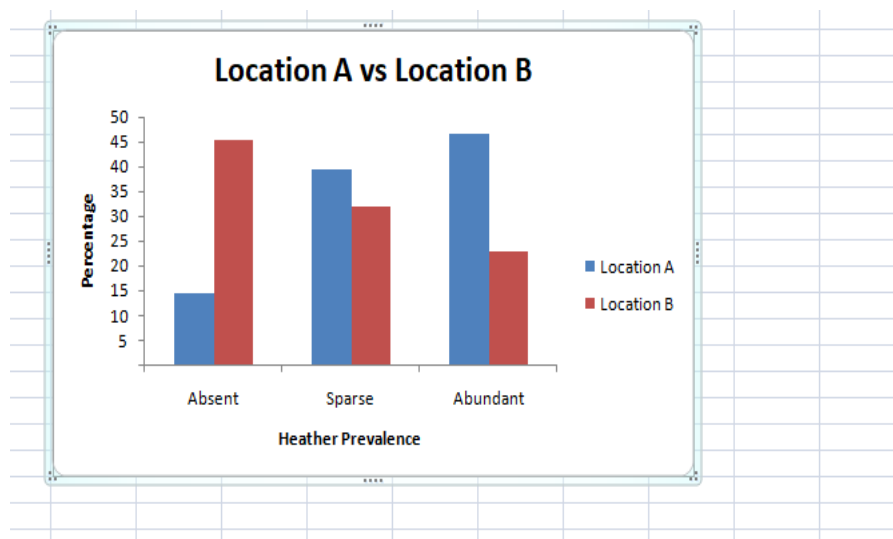 Location A vs Location B
50
45
40
35
30
25
20
15
10
5
Percentage
Absent Sparse Abundant
Heather Prevalence
Location A
Location B